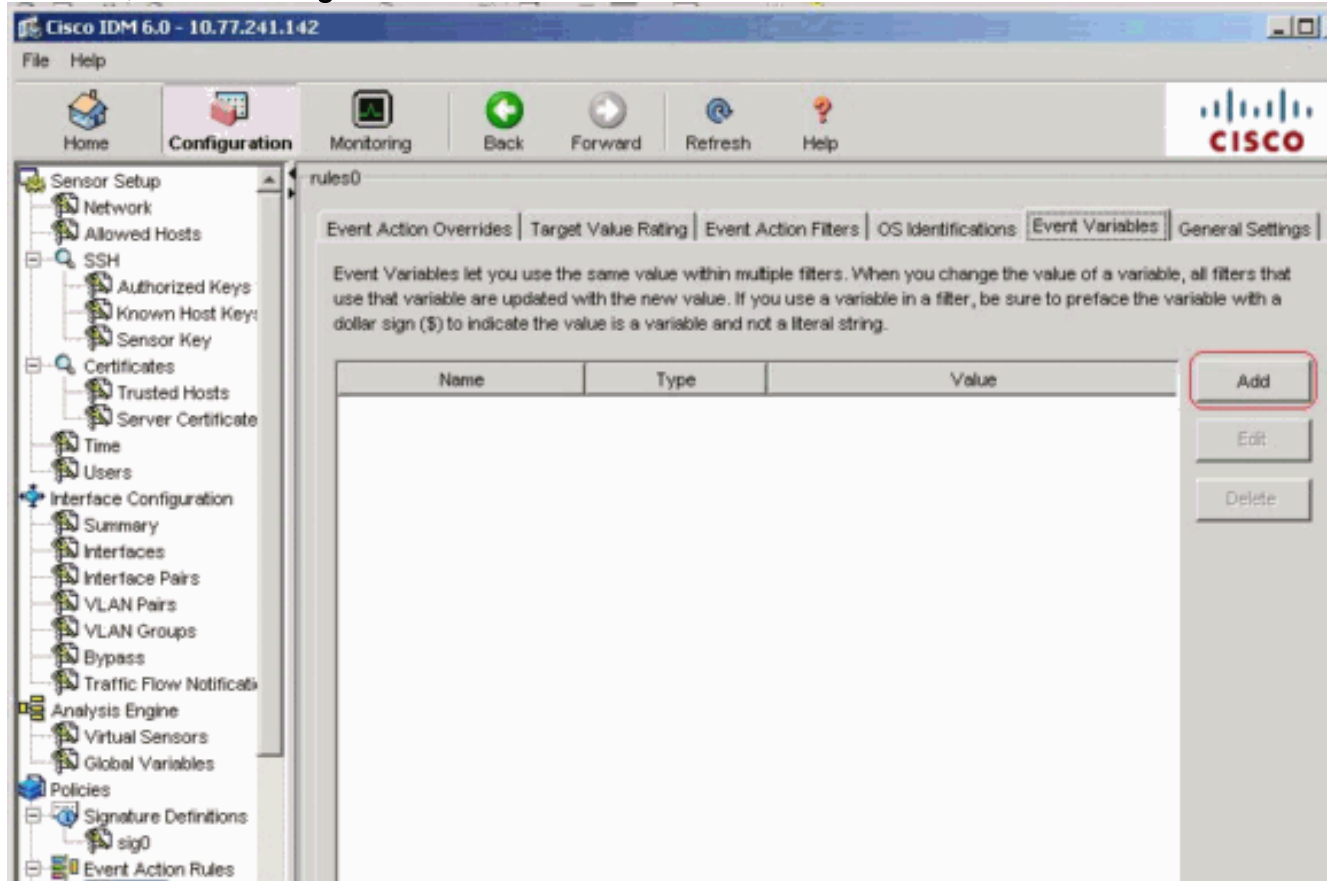 Cisco IDM 6.0 - 10.77.241.142
File Help
Home Configuration Monitoring Back Forward Refresh Help
CISCO
Sensor Setup
Network
Allowed Hosts
SSH
Authorized Keys
Known Host Keys
Sensor Key
Certificates
Trusted Hosts
Server Certificate
Time
Users
Interface Configuration
Summary
Interfaces
Interface Pairs
VLAN Pairs
VLAN Groups
Bypass
Traffic Flow Notificati
Analysis Engine
Virtual Sensors
Global Variables
Policies
Signature Definitions
sig0
Event Action Rules
rules0
Event Action Overrides Target Value Rating Event Action Filters OS Identifications Event Variables General Settings
Event Variables let you use the same value within multiple filters. When you change the value of a variable, all filters that
use that variable are updated with the new value. If you use a variable in a filter, be sure to preface the variable with a
dollar sign ($) to indicate the value is a variable and not a literal string.
Name Type Value
Add
Edit
Delete